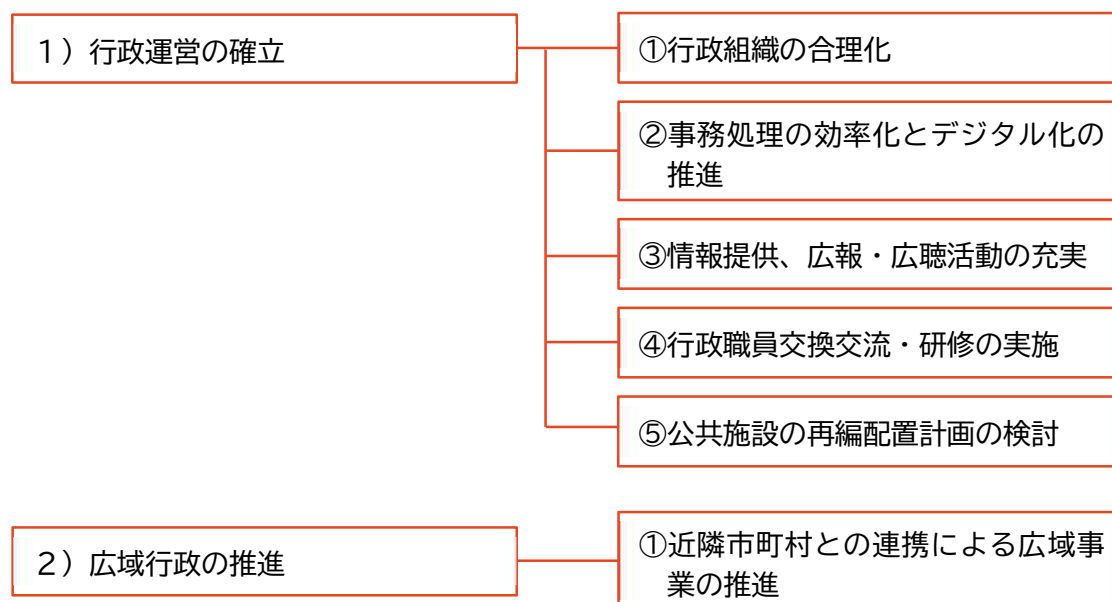 １）行政運営の確立
①行政組織の合理化
②事務処理の効率化とデジタル化の
推進
③情報提供、広報・広聴活動の充実
④行政職員交換交流・研修の実施
⑤公共施設の再編配置計画の検討
２）広域行政の推進
①近隣市町村との連携による広域事
業の推進